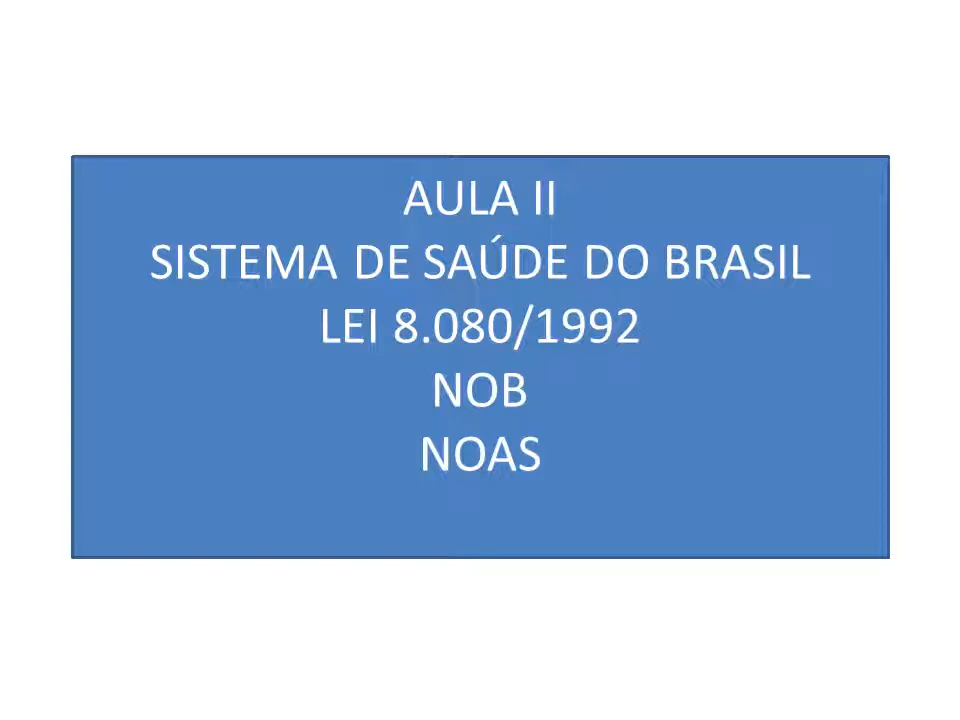 AULA II
SISTEMA DE SAÚDE DO BRASIL
LEI 8.080/1992
NOB
NOAS